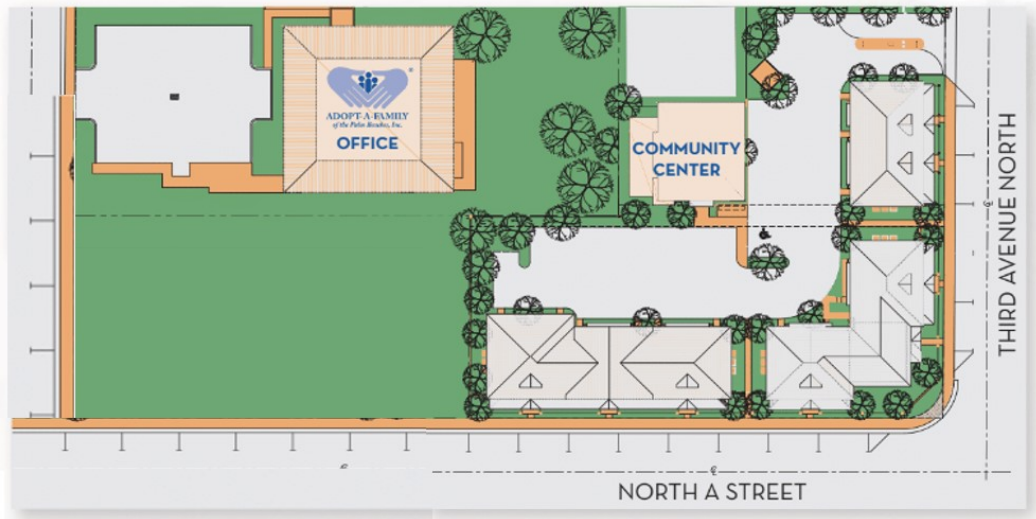 ADOPT-A-FAMILY
of the Palm Beaches, Inc.
OFFICE
COMMUNITY
CENTER
THIRD AVENUE NORTH
NORTH A STREET